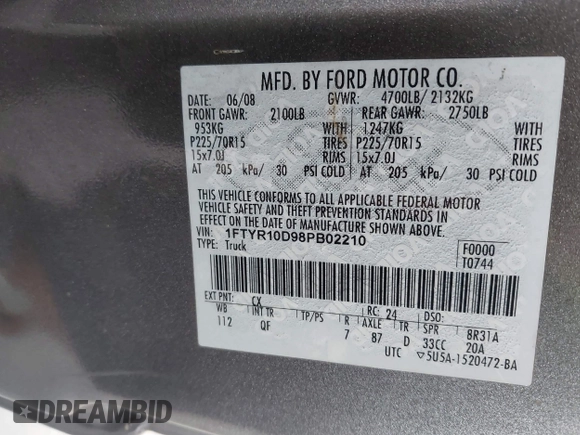 MFD. BY FORD MOTOR CO.
DATE: 06/08 GVWR: 4700LB/ 2132KG
FRONT GAWR: 2100LB REAR GAWR: 2750LB
953KG WITH 1247KG WITH
P225/70R15 TIRES P225/70R15 TIRES
15x7.0J RIMS 15x7.0J RIMS
AT 205 kPa/ 30 PSI COLD AT 205 kPa/ 30 PSI COLD
THIS VEHICLE CONFORMS TO ALL APPLICABLE FEDERAL MOTOR
VEHICLE SAFETY AND THEFT PREVENTION STANDARDS IN
EFFECT ON THE DATE OF MANUFACTURE SHOWN ABOVE.
VIN: 1FTYR10D98PB02210 F0000
TYPE: Truck T0744
EXT PNT: CX RC: 24 DSO:
WB INT TR TP/PS R AXLE TR SPR 8R31A
112 QF 7 87 D 33CC 20A
UTC ▽5U5A-1520472-BA
DREAMBID